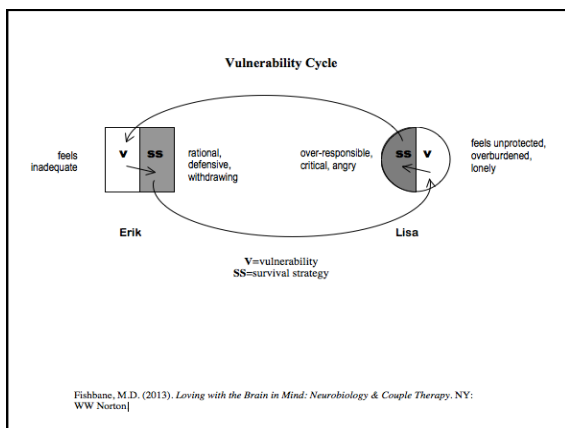 Vulnerability Cycle
feels
inadequate
v
ss
rational,
defensive,
withdrawing
over-responsible,
critical, angry
ss
v
feels unprotected,
overburdened,
lonely
Erik
Lisa
V=vulnerability
SS=survival strategy
Fishbane, M.D. (2013). Loving with the Brain in Mind: Neurobiology & Couple Therapy. NY:
WW Norton